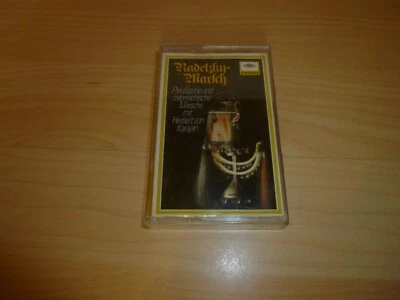 Radetzky-
Marsch
Preußische und
österreichische
Märsche
mit
Herbert von
Karajan